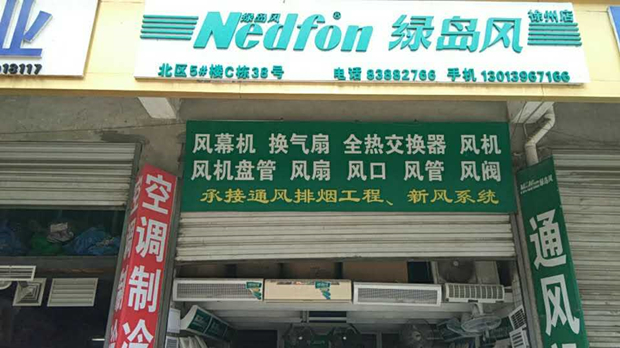 业
绿岛风
Nedfon® 绿岛风 徐州店
北区5#楼C栋38号 电话 83882766 手机 13013967166
18117
风幕机 换气扇 全热交换器 风机
风机盘管 风扇 风口 风管 风阀
承接通风排烟工程、新风系统
空调制冷
通风